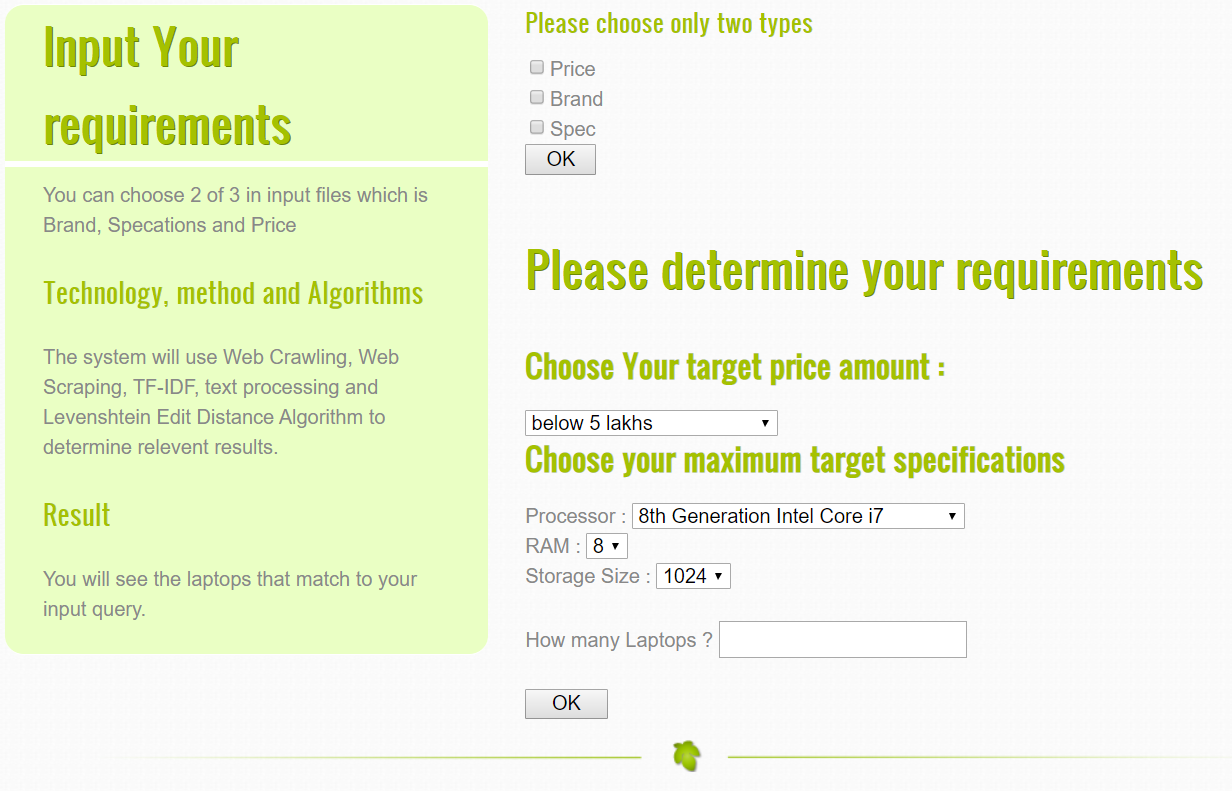 Input Your
requirements
You can choose 2 of 3 in input files which is
Brand, Specations and Price
Technology, method and Algorithms
The system will use Web Crawling, Web
Scraping, TF-IDF, text processing and
Levenshtein Edit Distance Algorithm to
determine relevent results.
Result
You will see the laptops that match to your
input query.
Please choose only two types
Price
Brand
Spec
OK
Please determine your requirements
Choose Your target price amount :
below 5 lakhs
Choose your maximum target specifications
Processor : 8th Generation Intel Core i7
RAM : 8
Storage Size : 1024
How many Laptops ?
OK